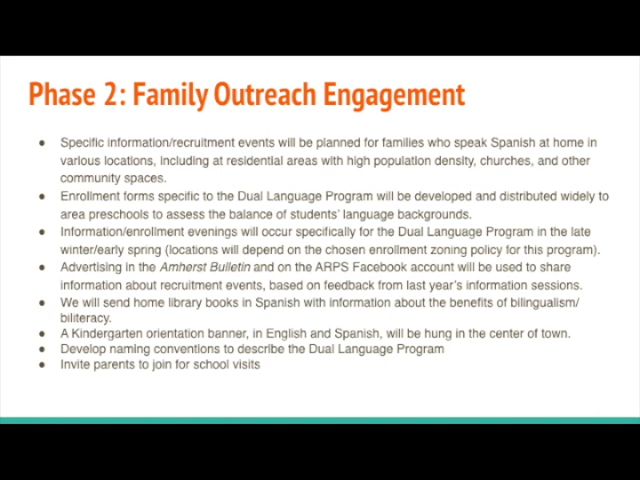 Phase 2: Family Outreach Engagement
● Specific information/recruitment events will be planned for families who speak Spanish at home in
various locations, including at residential areas with high population density, churches, and other
community spaces.
● Enrollment forms specific to the Dual Language Program will be developed and distributed widely to
area preschools to assess the balance of students' language backgrounds.
● Information/enrollment evenings will occur specifically for the Dual Language Program in the late
winter/early spring (locations will depend on the chosen enrollment zoning policy for this program).
● Advertising in the Amherst Bulletin and on the ARPS Facebook account will be used to share
information about recruitment events, based on feedback from last year's information sessions.
● We will send home library books in Spanish with information about the benefits of bilingualism/
biliteracy.
● A Kindergarten orientation banner, in English and Spanish, will be hung in the center of town.
● Develop naming conventions to describe the Dual Language Program
● Invite parents to join for school visits